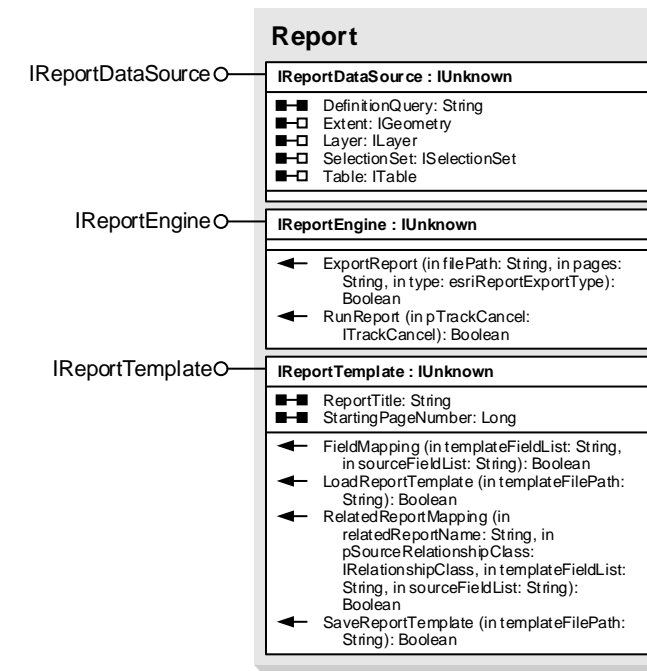 Report
IReportDataSource
IReportDataSource : IUnknown
DefinitionQuery: String
Extent: IGeometry
Layer: ILayer
SelectionSet: ISelectionSet
Table: ITable
IReportEngine
IReportEngine : IUnknown
ExportReport (in filePath: String, in pages:
String, in type: esriReportExportType):
Boolean
RunReport (in pTrackCancel:
ITrackCancel): Boolean
IReportTemplate
IReportTemplate : IUnknown
ReportTitle: String
StartingPageNumber: Long
FieldMapping (in templateFieldList: String,
in sourceFieldList: String): Boolean
LoadReportTemplate (in templateFilePath:
String): Boolean
RelatedReportMapping (in
relatedReportName: String, in
pSourceRelationshipClass:
IRelationshipClass, in templateFieldList:
String, in sourceFieldList: String):
Boolean
SaveReportTemplate (in templateFilePath:
String): Boolean